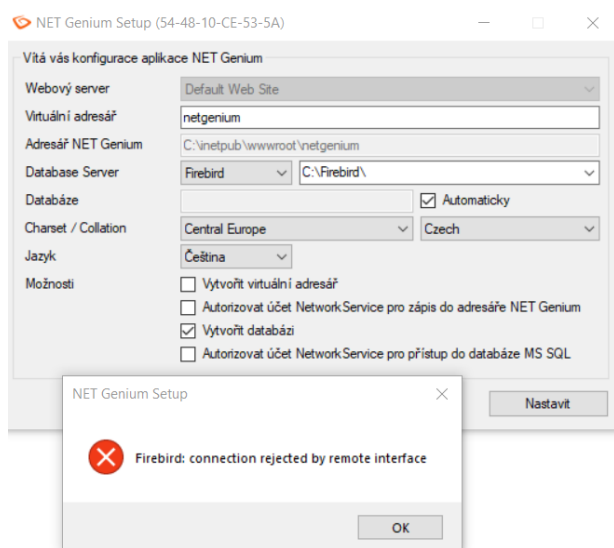 NET Genium Setup (54-48-10-CE-53-5A)
Vítá vás konfigurace aplikace NET Genium
Webový server Default Web Site
Virtuální adresář netgenium
Adresář NET Genium C:\inetpub\wwwroot\netgenium
Database Server Firebird C:\Firebird\
Databáze Automaticky
Charset / Collation Central Europe Czech
Jazyk Čeština
Možnosti Vytvořit virtuální adresář
Autorizovat účet NetworkService pro zápis do adresáře NET Genium
Vytvořit databázi
Autorizovat účet NetworkService pro přístup do databáze MS SQL
Nastavit
NET Genium Setup
Firebird: connection rejected by remote interface
OK